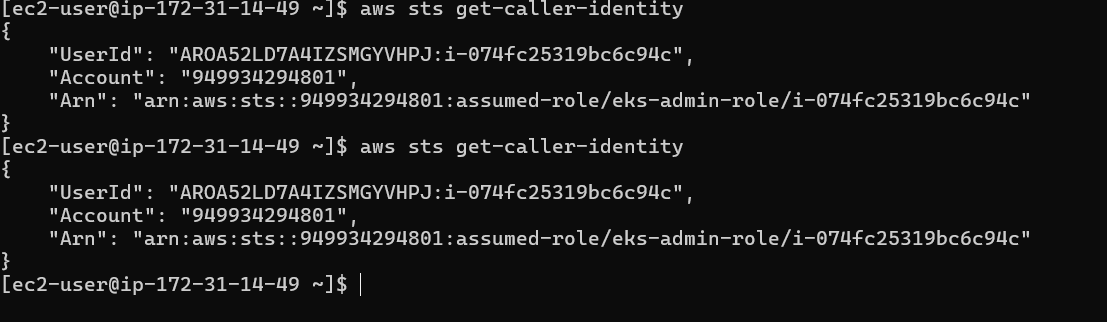 [ec2-user@ip-172-31-14-49 ~]$ aws sts get-caller-identity
{
    "UserId": "AROA52LD7A4IZSMGYVHPJ:i-074fc25319bc6c94c",
    "Account": "949934294801",
    "Arn": "arn:aws:sts::949934294801:assumed-role/eks-admin-role/i-074fc25319bc6c94c"
}
[ec2-user@ip-172-31-14-49 ~]$ aws sts get-caller-identity
{
    "UserId": "AROA52LD7A4IZSMGYVHPJ:i-074fc25319bc6c94c",
    "Account": "949934294801",
    "Arn": "arn:aws:sts::949934294801:assumed-role/eks-admin-role/i-074fc25319bc6c94c"
}
[ec2-user@ip-172-31-14-49 ~]$